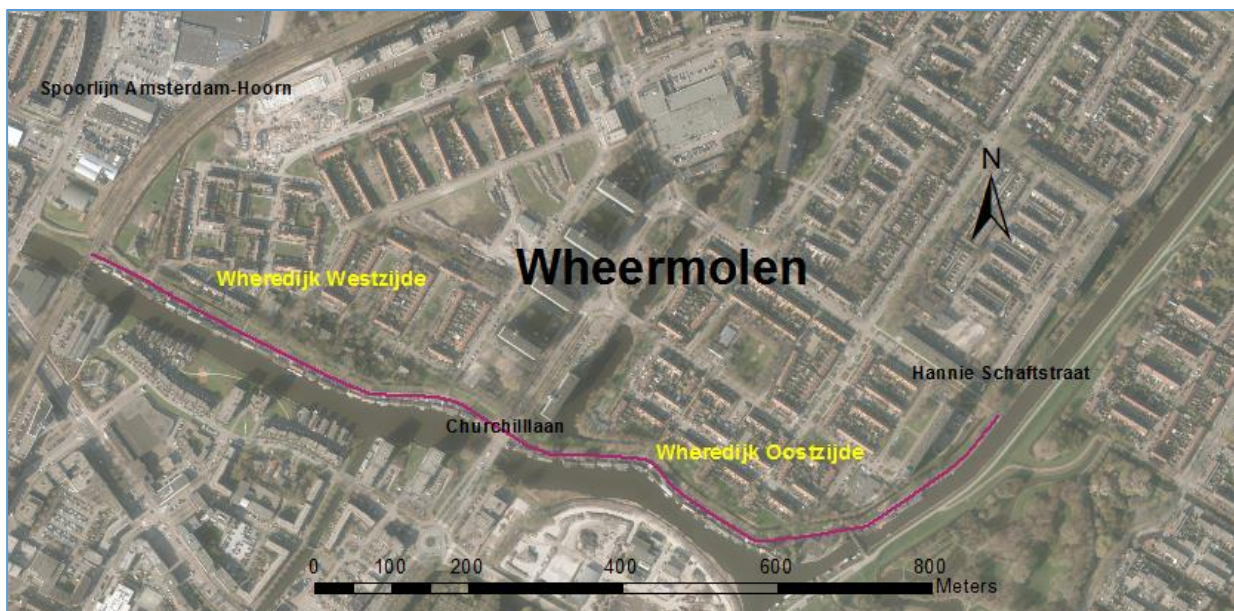 Spoorlijn Amsterdam-Hoorn
N
Wheermolen
Wheredijk Westzijde
Hannie Schaftstraat
Churchilllaan
Wheredijk Oostzijde
0 100 200 400 600 800
Meters